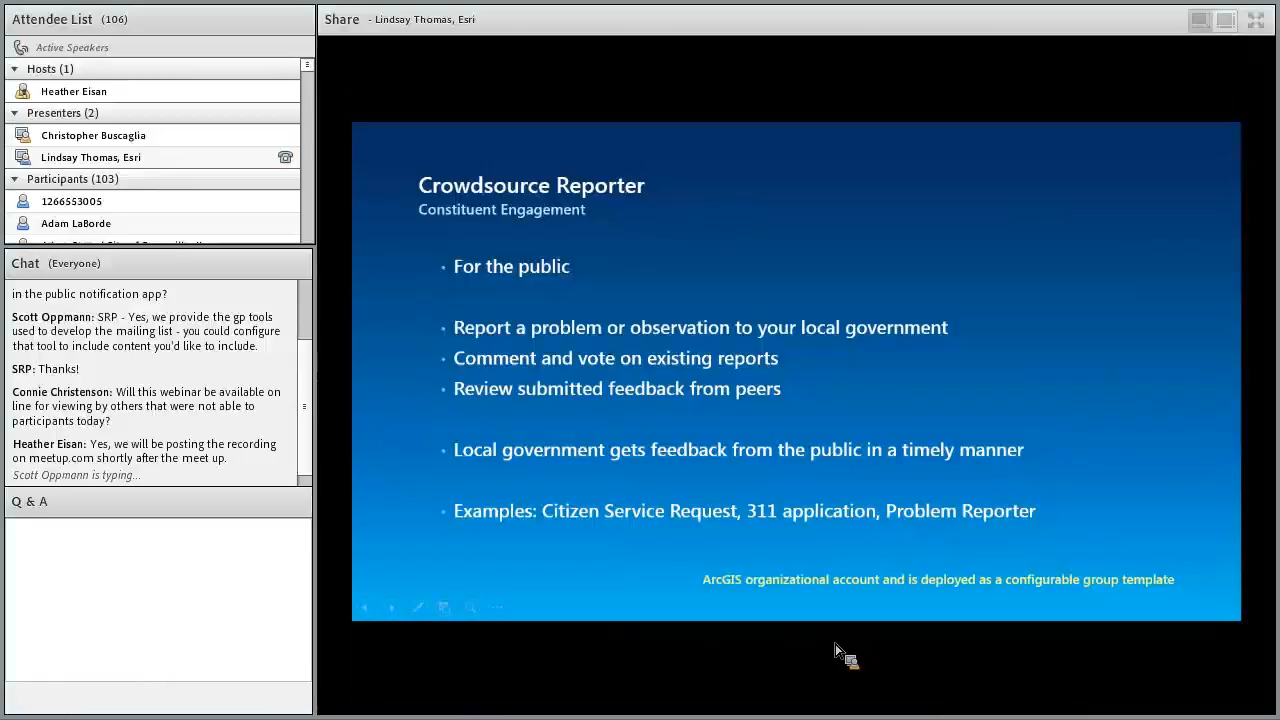 Attendee List (106)
Active Speakers
Hosts (1)
Heather Eisan
Presenters (2)
Christopher Buscaglia
Lindsay Thomas, Esri
Participants (103)
1266553005
Adam LaBorde
Chat (Everyone)
in the public notification app?
Scott Oppmann: SRP - Yes, we provide the gp tools
used to develop the mailing list - you could configure
that tool to include content you'd like to include.
SRP: Thanks!
Connie Christenson: Will this webinar be available on
line for viewing by others that were not able to
participants today?
Heather Eisan: Yes, we will be posting the recording
on meetup.com shortly after the meet up.
Scott Oppmann is typing...
Q & A
Share - Lindsay Thomas, Esri
Crowdsource Reporter
Constituent Engagement
• For the public
• Report a problem or observation to your local government
• Comment and vote on existing reports
• Review submitted feedback from peers
• Local government gets feedback from the public in a timely manner
• Examples: Citizen Service Request, 311 application, Problem Reporter
ArcGIS organizational account and is deployed as a configurable group template